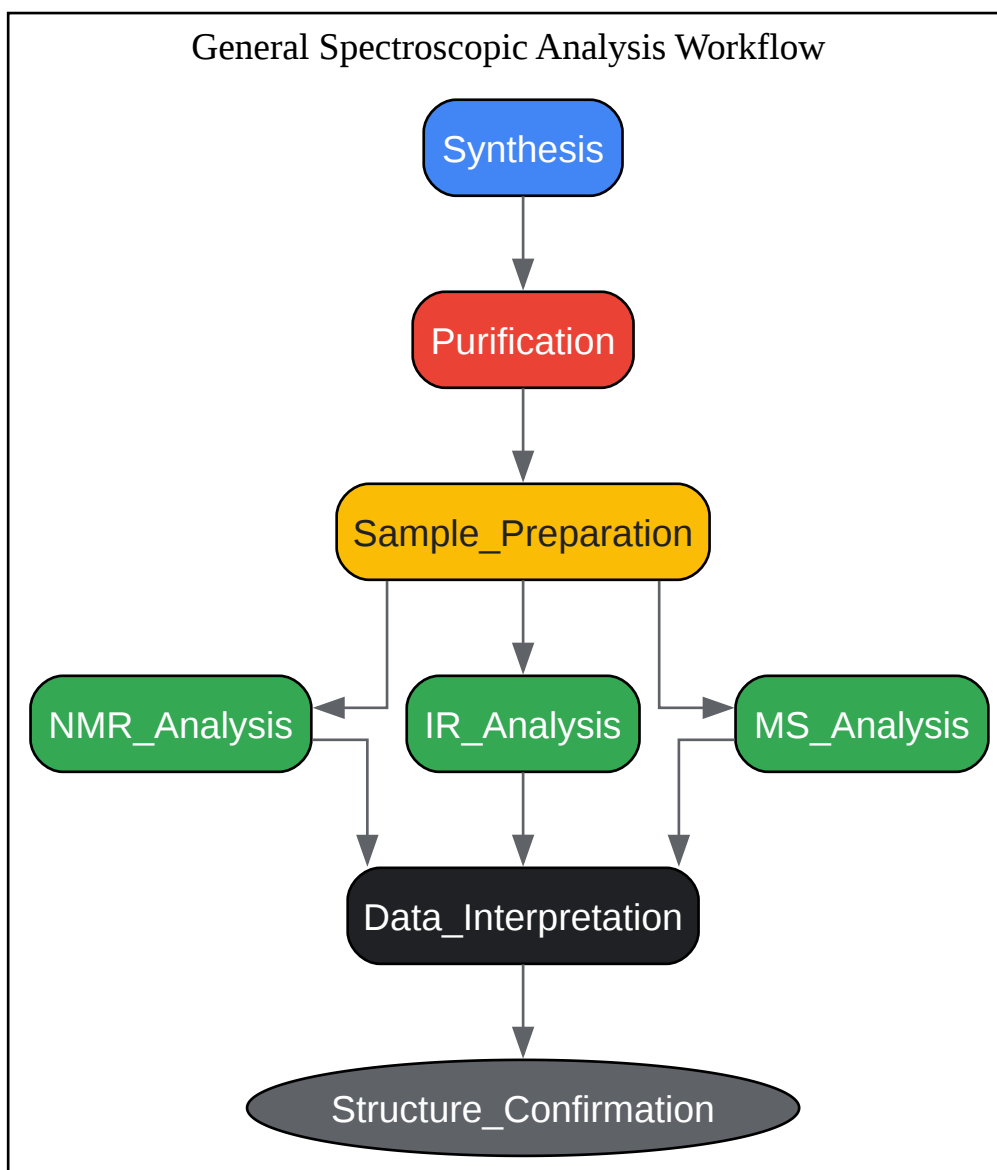 General Spectroscopic Analysis Workflow
Synthesis
Purification
Sample_Preparation
NMR_Analysis
IR_Analysis
MS_Analysis
Data_Interpretation
Structure_Confirmation